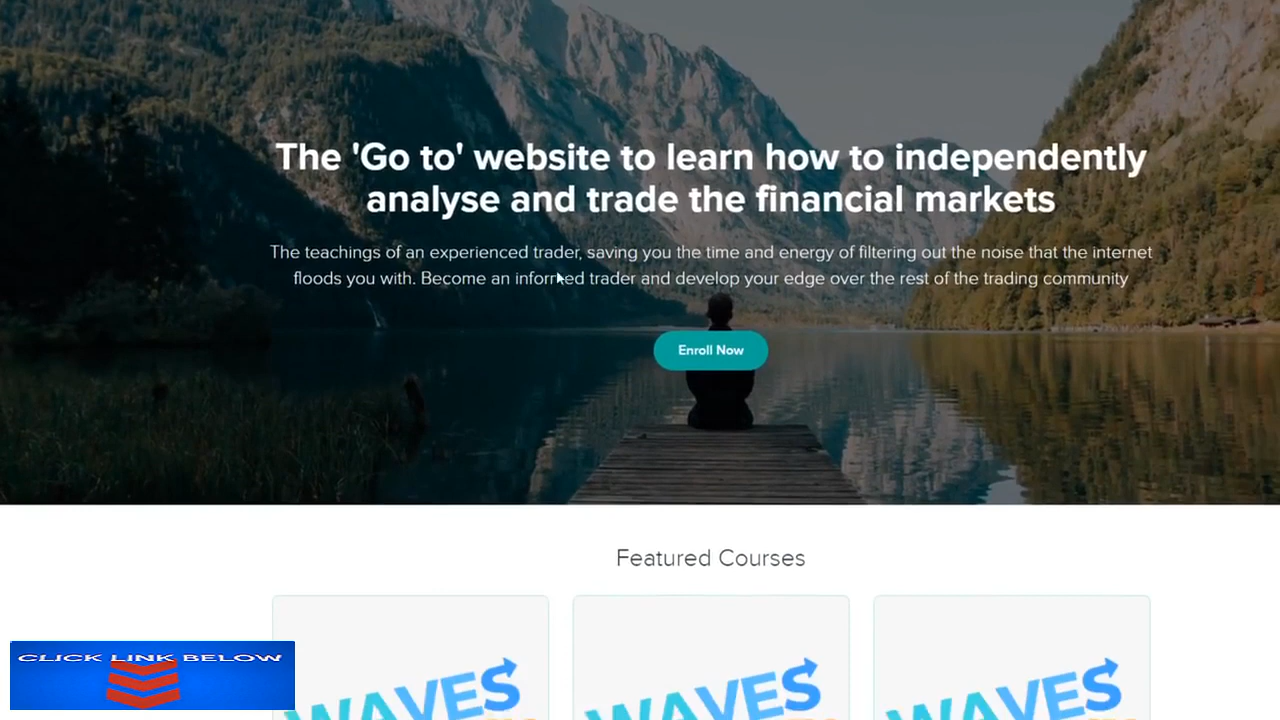 The 'Go to' website to learn how to independently
analyse and trade the financial markets
The teachings of an experienced trader, saving you the time and energy of filtering out the noise that the internet
floods you with. Become an informed trader and develop your edge over the rest of the trading community
Enroll Now
Featured Courses
CLICK LINK BELOW
WAVES WAVES WAVES